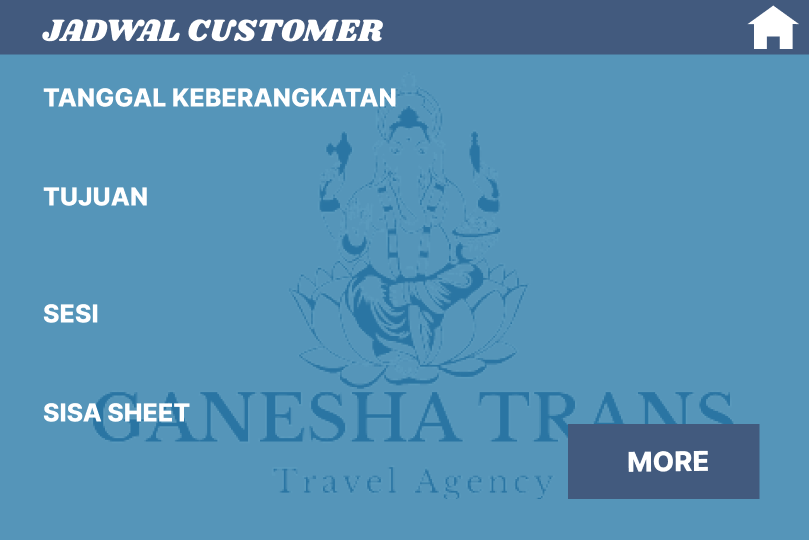 JADWAL CUSTOMER
TANGGAL KEBERANGKATAN
TUJUAN
SESI
SISA SHEET
GANESHA TRANS
MORE
Travel Agency